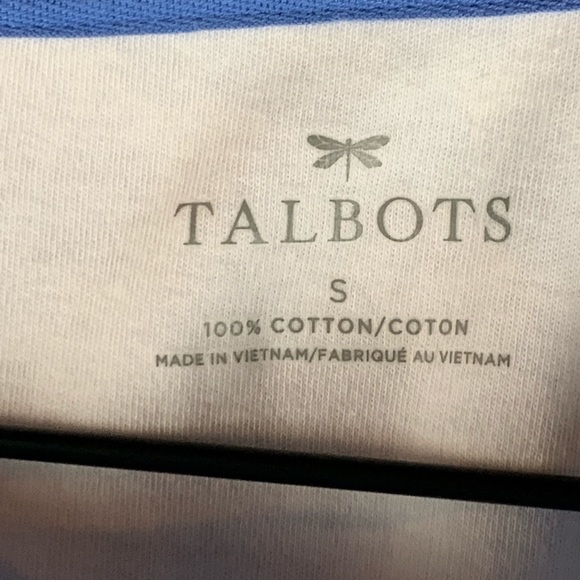 TALBOTS
S
100% COTTON/COTON
MADE IN VIETNAM/FABRIQUÉ AU VIETNAM